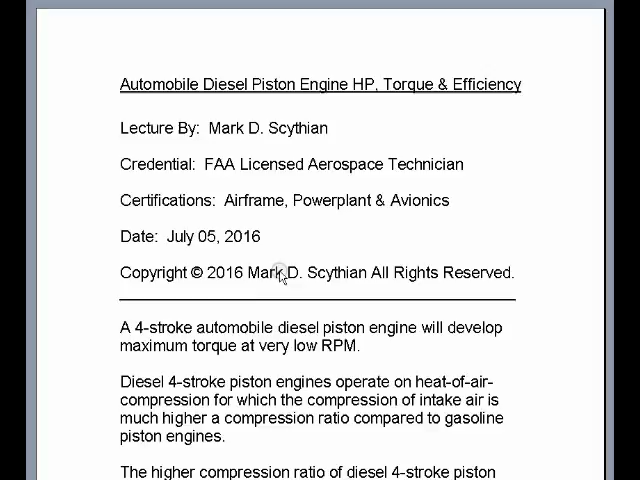 Automobile Diesel Piston Engine HP, Torque & Efficiency
Lecture By: Mark D. Scythian
Credential: FAA Licensed Aerospace Technician
Certifications: Airframe, Powerplant & Avionics
Date: July 05, 2016
Copyright © 2016 Mark D. Scythian All Rights Reserved.
A 4-stroke automobile diesel piston engine will develop
maximum torque at very low RPM.
Diesel 4-stroke piston engines operate on heat-of-air-
compression for which the compression of intake air is
much higher a compression ratio compared to gasoline
piston engines.
The higher compression ratio of diesel 4-stroke piston